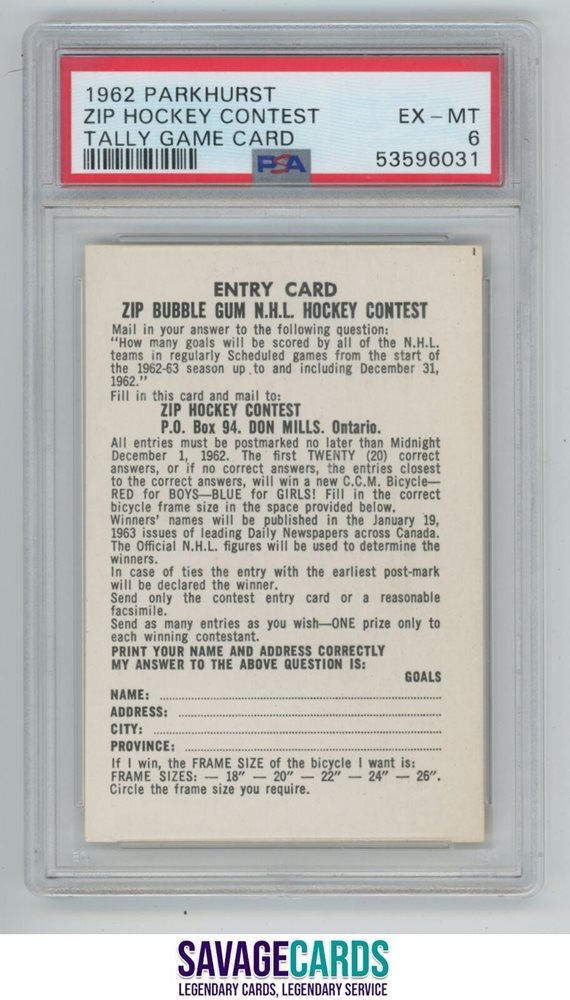 1962 PARKHURST
ZIP HOCKEY CONTEST EX - MT
TALLY GAME CARD 6
PSA 53596031
ENTRY CARD
ZIP BUBBLE GUM N.H.L. HOCKEY CONTEST
Mail in your answer to the following question:
"How many goals will be scored by all of the N.H.L.
teams in regularly Scheduled games from the start of
the 1962-63 season up to and including December 31,
1962."
Fill in this card and mail to:
ZIP HOCKEY CONTEST
P.O. Box 94. DON MILLS. Ontario.
All entries must be postmarked no later than Midnight
December 1, 1962. The first TWENTY (20) correct
answers, or if no correct answers, the entries closest
to the correct answers, will win a new C.C.M. Bicycle—
RED for BOYS—BLUE for GIRLS! Fill in the correct
bicycle frame size in the space provided below.
Winners' names will be published in the January 19,
1963 issues of leading Daily Newspapers across Canada.
The Official N.H.L. figures will be used to determine the
winners.
In case of ties the entry with the earliest post-mark
will be declared the winner.
Send only the contest entry card or a reasonable
facsimile.
Send as many entries as you wish—ONE prize only to
each winning contestant.
PRINT YOUR NAME AND ADDRESS CORRECTLY
MY ANSWER TO THE ABOVE QUESTION IS:
GOALS
NAME:
ADDRESS:
CITY:
PROVINCE:
If I win, the FRAME SIZE of the bicycle I want is:
FRAME SIZES: — 18" — 20" — 22" — 24" — 26".
Circle the frame size you require.
SAVAGECARDS
LEGENDARY CARDS, LEGENDARY SERVICE